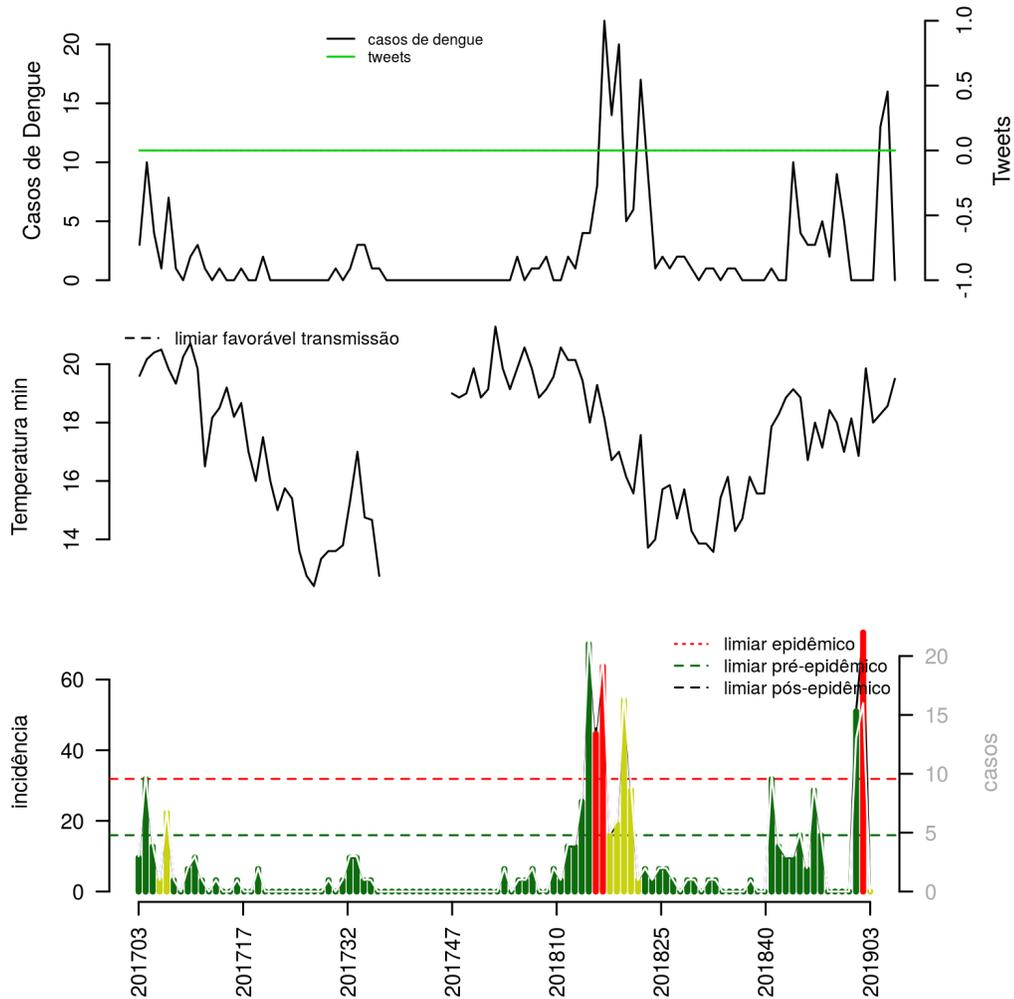 casos de dengue
tweets
Casos de Dengue
0 5 10 15 20
-1.0 -0.5 0.0 0.5 1.0
Tweets
limiar favorável transmissão
Temperatura min
14 16 18 20
limiar epidêmico
limiar pré-epidêmico
limiar pós-epidêmico
incidência
0 20 40 60
0 5 10 15 20
casos
201703 201717 201732 201747 201810 201825 201840 201903